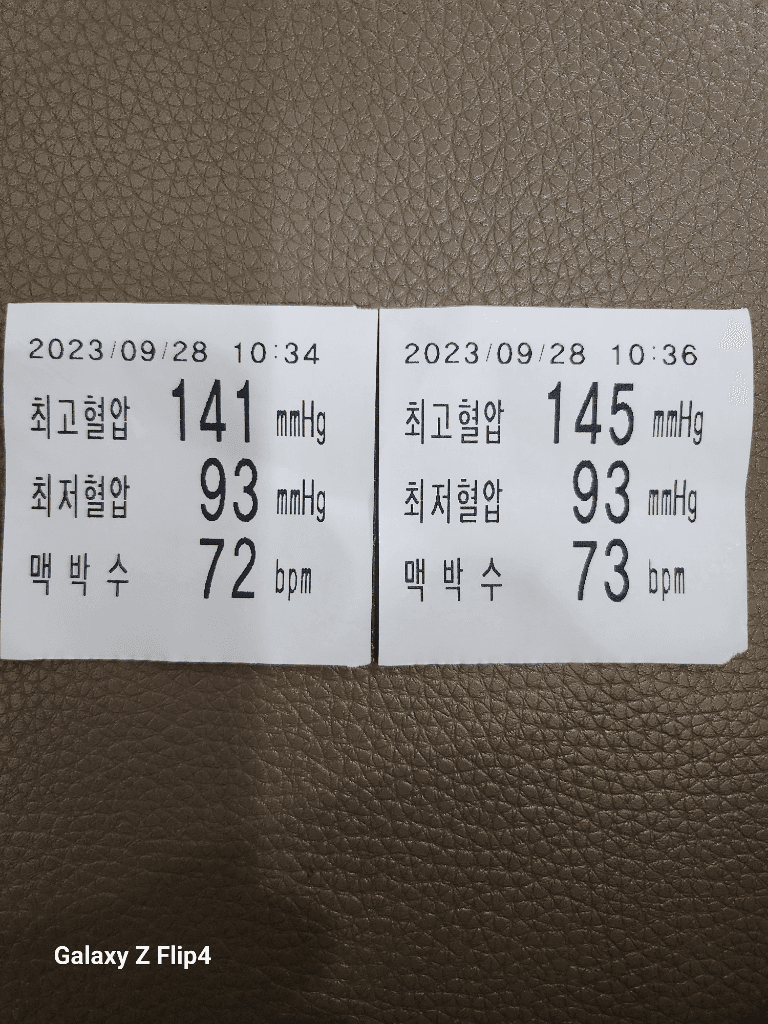 2023/09/28 10:34
최고혈압 141 mmHg
최저혈압 93 mmHg
맥 박 수 72 bpm
2023/09/28 10:36
최고혈압 145 mmHg
최저혈압 93 mmHg
맥 박 수 73 bpm
Galaxy Z Flip4